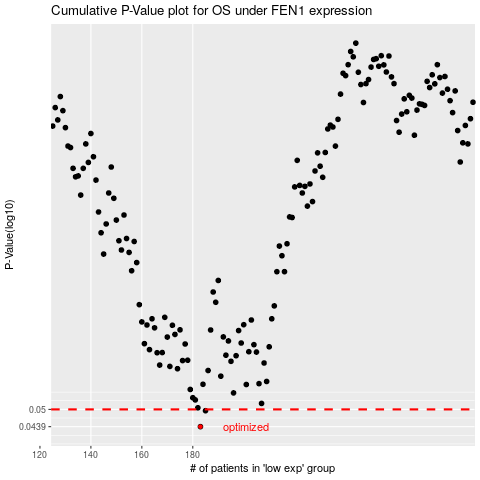 Cumulative P-Value plot for OS under FEN1 expression
P-Value(log10)
0.05
0.0439
optimized
120 140 160 180
# of patients in 'low exp' group